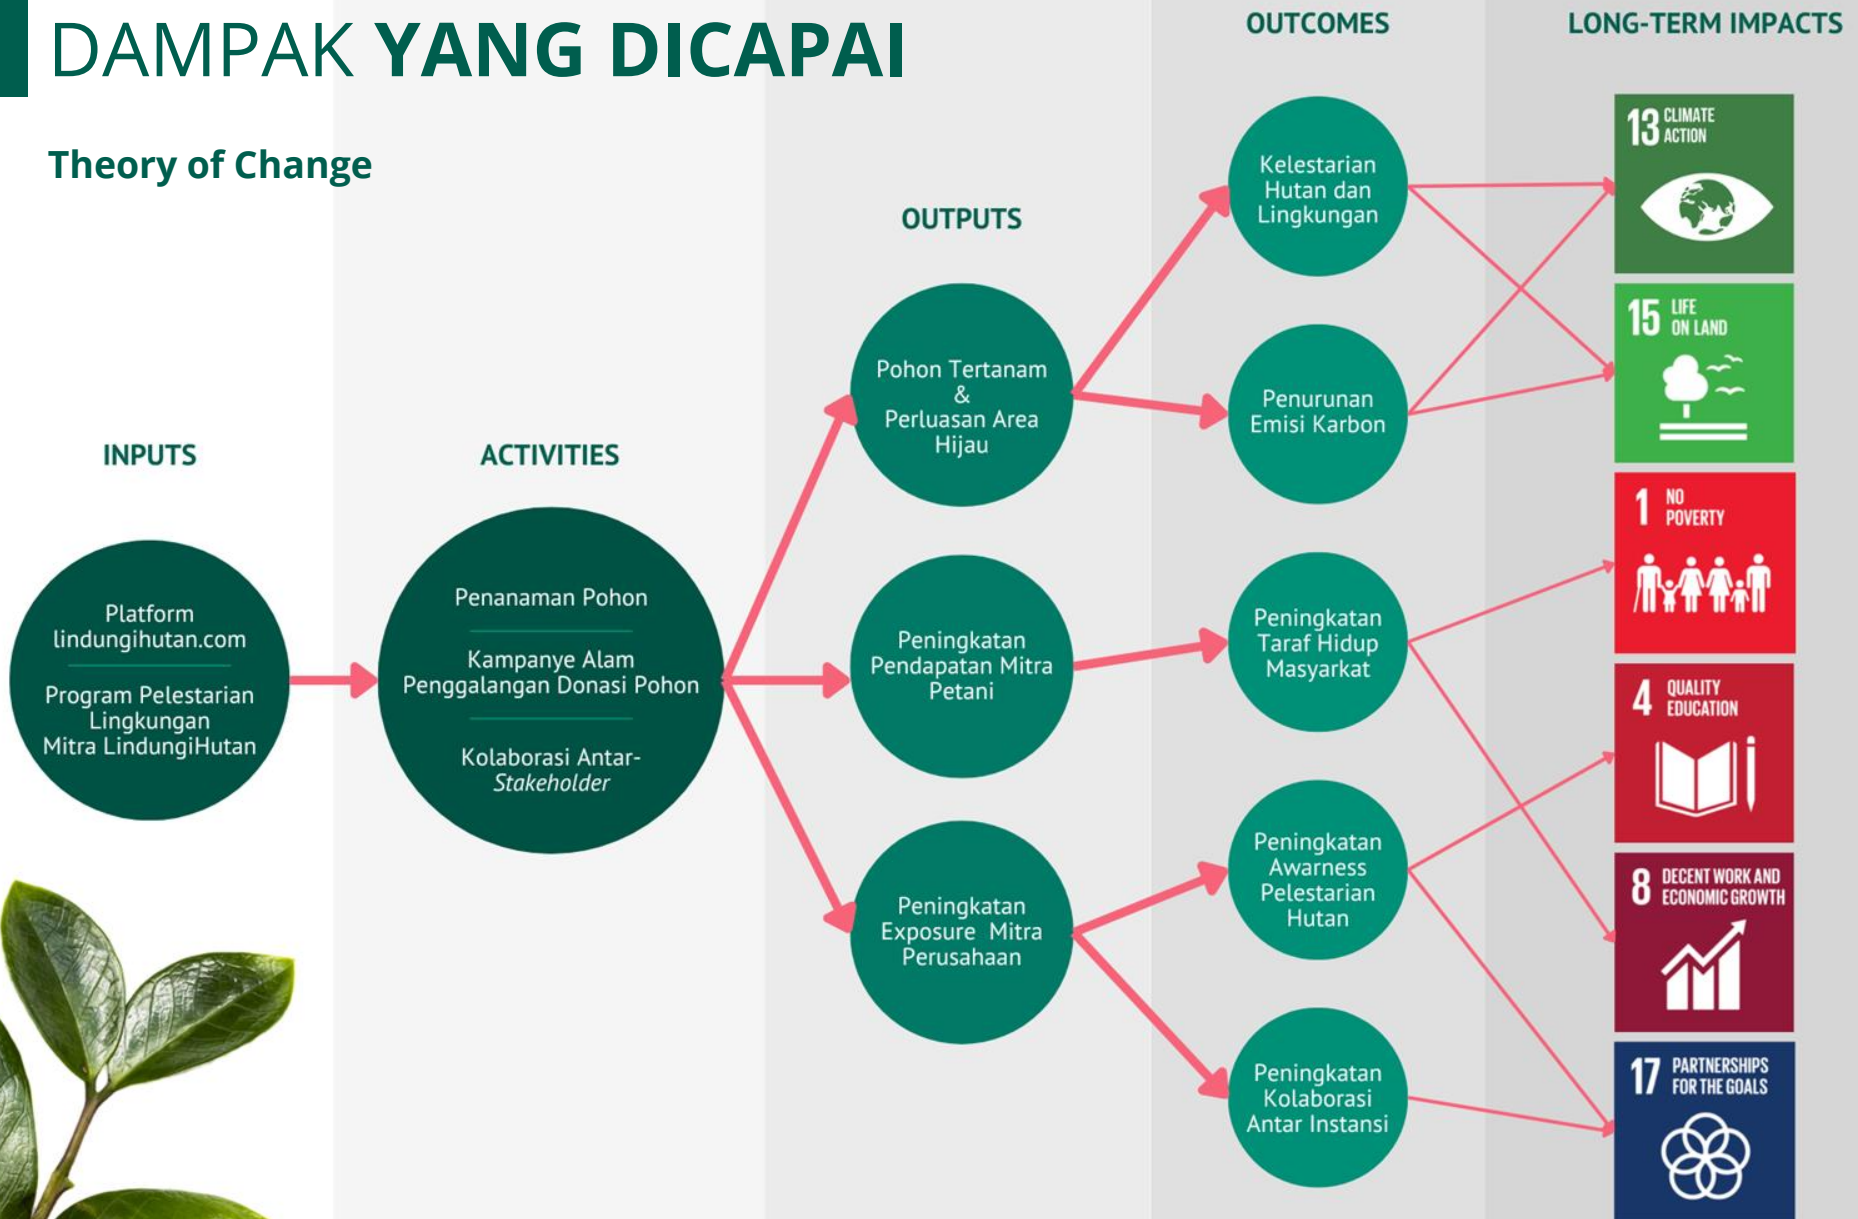 DAMPAK YANG DICAPAI
Theory of Change
INPUTS
Platform
lindungihutan.com
Program Pelestarian
Lingkungan
Mitra LindungiHutan
ACTIVITIES
Penanaman Pohon
Kampanye Alam
Penggalangan Donasi Pohon
Kolaborasi Antar-
Stakeholder
OUTPUTS
Pohon Tertanam
&
Perluasan Area
Hijau
Peningkatan
Pendapatan Mitra
Petani
Peningkatan
Exposure Mitra
Perusahaan
OUTCOMES
Kelestarian
Hutan dan
Lingkungan
Penurunan
Emisi Karbon
Peningkatan
Taraf Hidup
Masyarkat
Peningkatan
Awarness
Pelestarian
Hutan
Peningkatan
Kolaborasi
Antar Instansi
LONG-TERM IMPACTS
13 CLIMATE
ACTION
15 LIFE
ON LAND
1 NO
POVERTY
4 QUALITY
EDUCATION
8 DECENT WORK AND
ECONOMIC GROWTH
17 PARTNERSHIPS
FOR THE GOALS